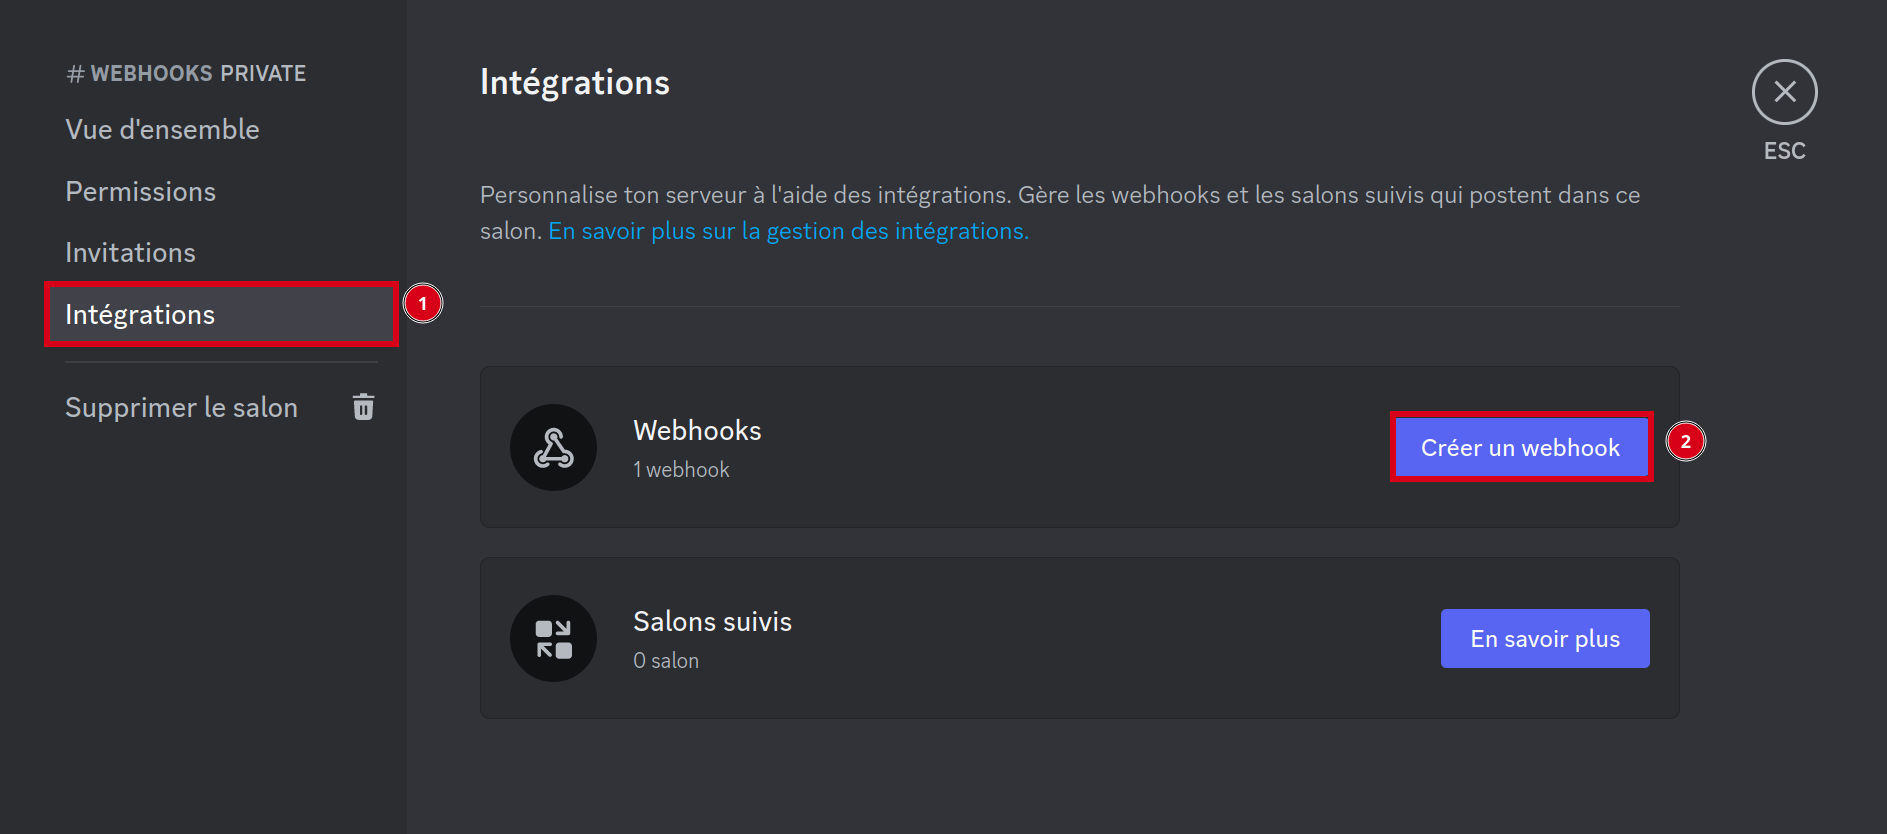 # WEBHOOKS PRIVATE
Vue d'ensemble
Permissions
Invitations
Intégrations
1
Supprimer le salon
Intégrations
ESC
Personnalise ton serveur à l'aide des intégrations. Gère les webhooks et les salons suivis qui postent dans ce
salon. En savoir plus sur la gestion des intégrations.
Webhooks
1 webhook
Créer un webhook
2
Salons suivis
0 salon
En savoir plus